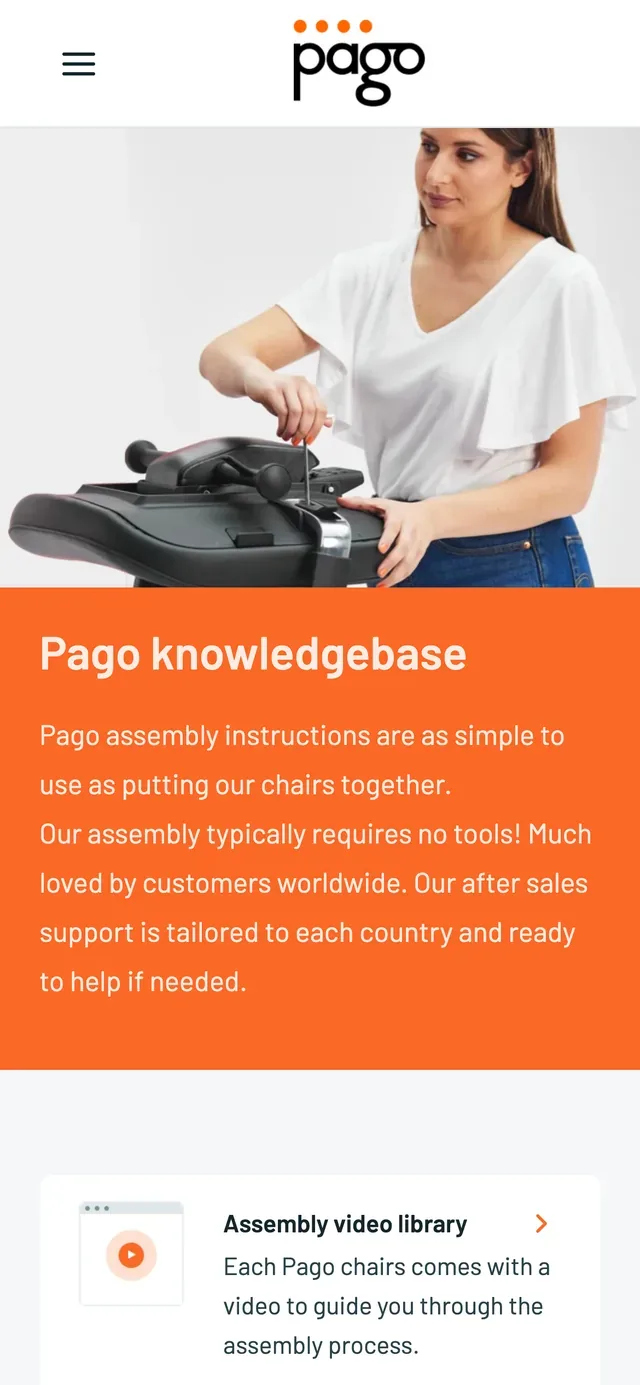 pago
Pago knowledgebase
Pago assembly instructions are as simple to
use as putting our chairs together.
Our assembly typically requires no tools! Much
loved by customers worldwide. Our after sales
support is tailored to each country and ready
to help if needed.
Assembly video library
Each Pago chairs comes with a
video to guide you through the
assembly process.